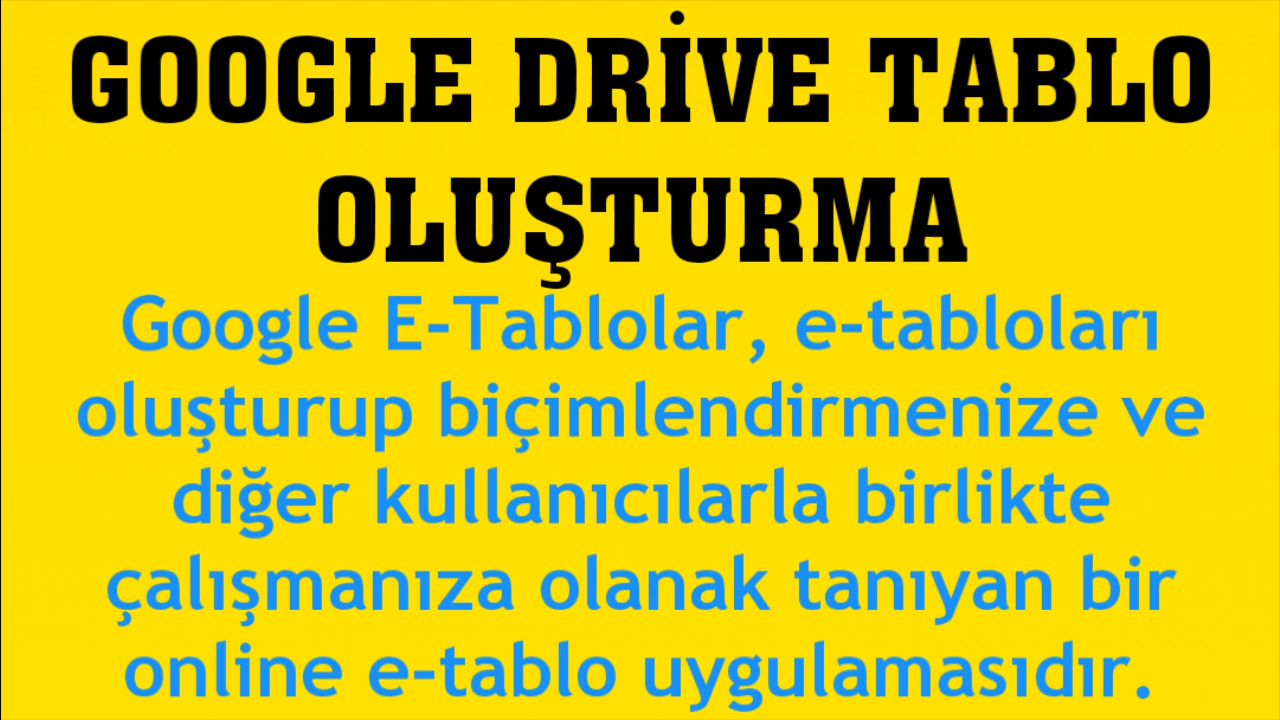 GOOGLE DRİVE TABLO
OLUŞTURMA
Google E-Tablolar, e-tabloları
oluşturup biçimlendirmenize ve
diğer kullanıcılarla birlikte
çalışmanıza olanak tanıyan bir
online e-tablo uygulamasıdır.